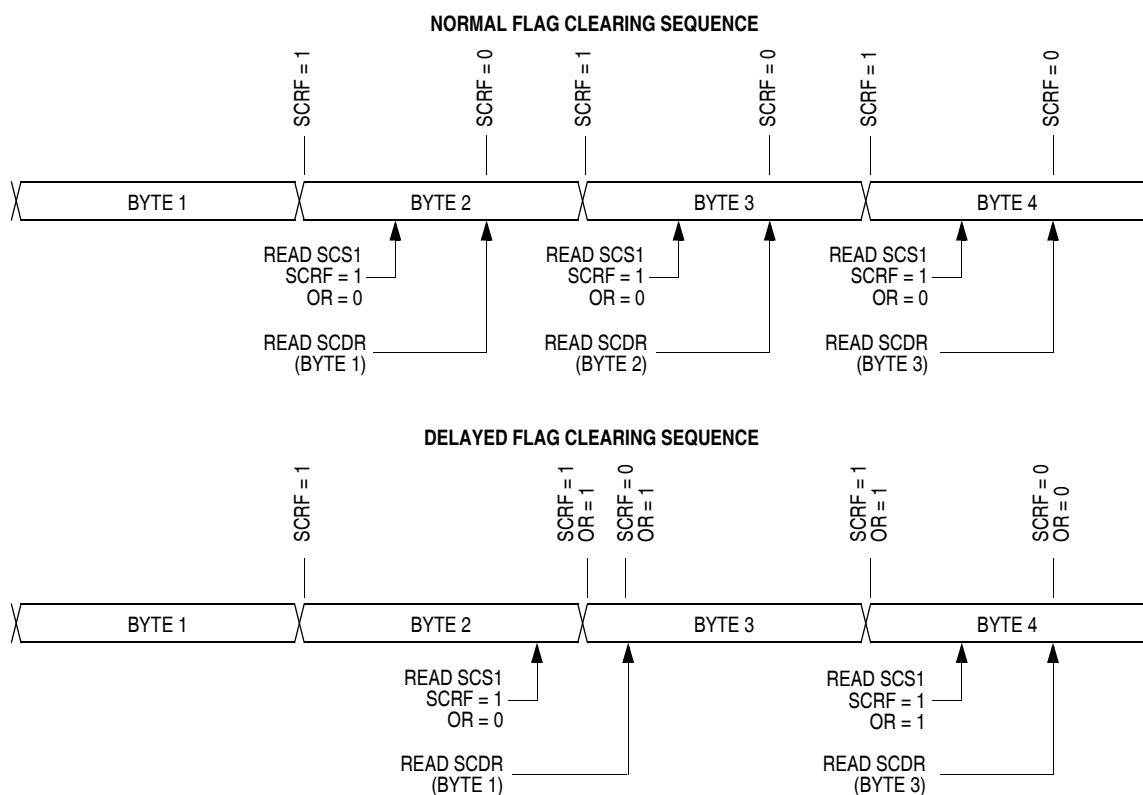 NORMAL FLAG CLEARING SEQUENCE
SCRF = 1
SCRF = 0
SCRF = 1
SCRF = 0
SCRF = 1
SCRF = 0
BYTE 1
BYTE 2
BYTE 3
BYTE 4
READ SCS1
SCRF = 1
OR = 0
READ SCS1
SCRF = 1
OR = 0
READ SCS1
SCRF = 1
OR = 0
READ SCDR
(BYTE 1)
READ SCDR
(BYTE 2)
READ SCDR
(BYTE 3)
DELAYED FLAG CLEARING SEQUENCE
SCRF = 1
SCRF = 1
OR = 1
SCRF = 0
OR = 1
SCRF = 1
OR = 1
SCRF = 0
OR = 0
BYTE 1
BYTE 2
BYTE 3
BYTE 4
READ SCS1
SCRF = 1
OR = 0
READ SCS1
SCRF = 1
OR = 1
READ SCDR
(BYTE 1)
READ SCDR
(BYTE 3)